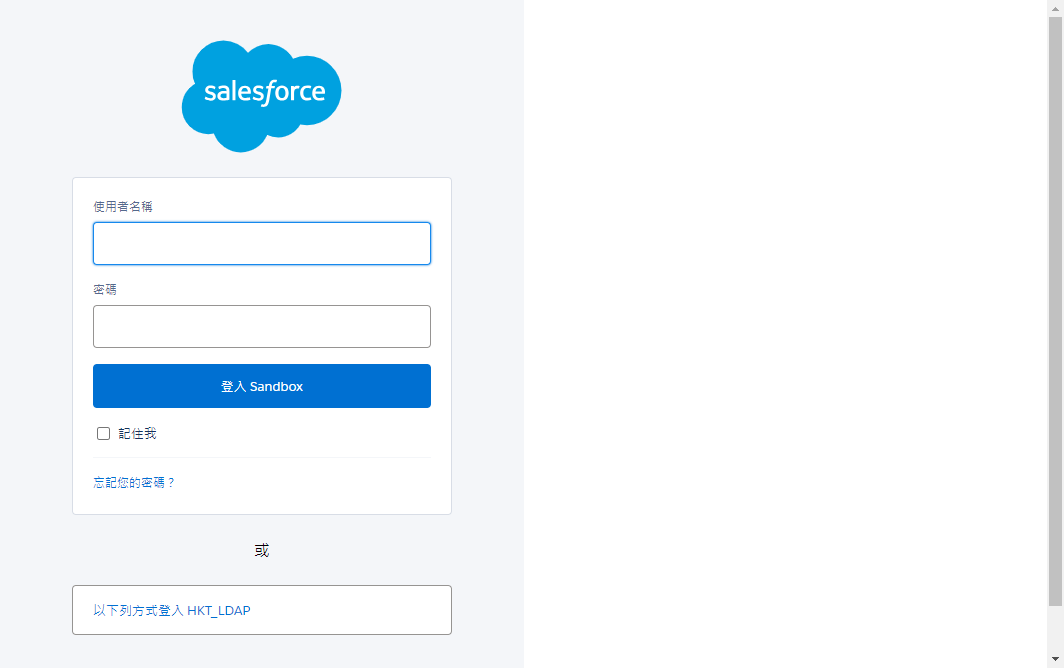 salesforce
使用者名稱
密碼
登入 Sandbox
記住我
忘記您的密碼？
或
以下列方式登入 HKT_LDAP